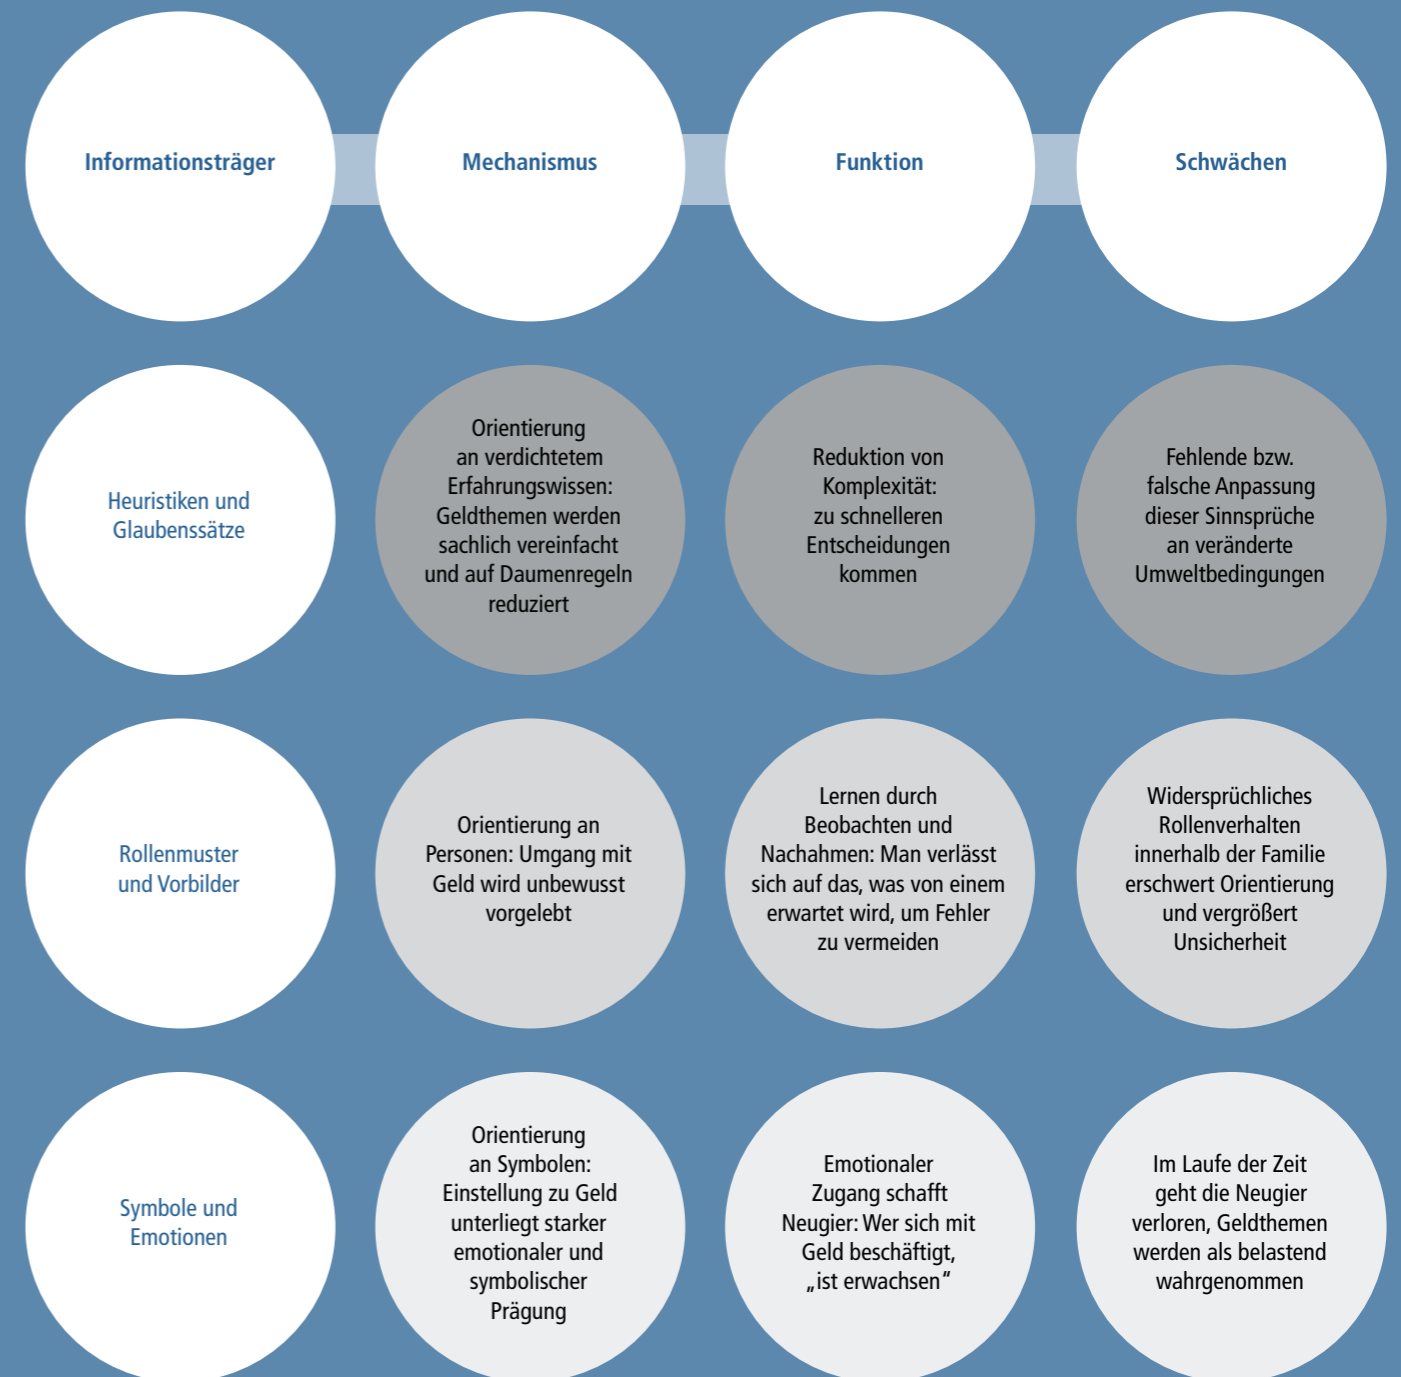 Informationsträger
Mechanismus
Funktion
Schwächen
Heuristiken und
Glaubenssätze
Orientierung
an verdichtetem
Erfahrungswissen:
Geldthemen werden
sachlich vereinfacht
und auf Daumenregeln
reduziert
Reduktion von
Komplexität:
zu schnelleren
Entscheidungen
kommen
Fehlende bzw.
falsche Anpassung
dieser Sinnsprüche
an veränderte
Umweltbedingungen
Rollenmuster
und Vorbilder
Orientierung an
Personen: Umgang mit
Geld wird unbewusst
vorgelebt
Lernen durch
Beobachten und
Nachahmen: Man verlässt
sich auf das, was von einem
erwartet wird, um Fehler
zu vermeiden
Widersprüchliches
Rollenverhalten
innerhalb der Familie
erschwert Orientierung
und vergrößert
Unsicherheit
Symbole und
Emotionen
Orientierung
an Symbolen:
Einstellung zu Geld
unterliegt starker
emotionaler und
symbolischer
Prägung
Emotionaler
Zugang schafft
Neugier: Wer sich mit
Geld beschäftigt,
„ist erwachsen“
Im Laufe der Zeit
geht die Neugier
verloren, Geldthemen
werden als belastend
wahrgenommen